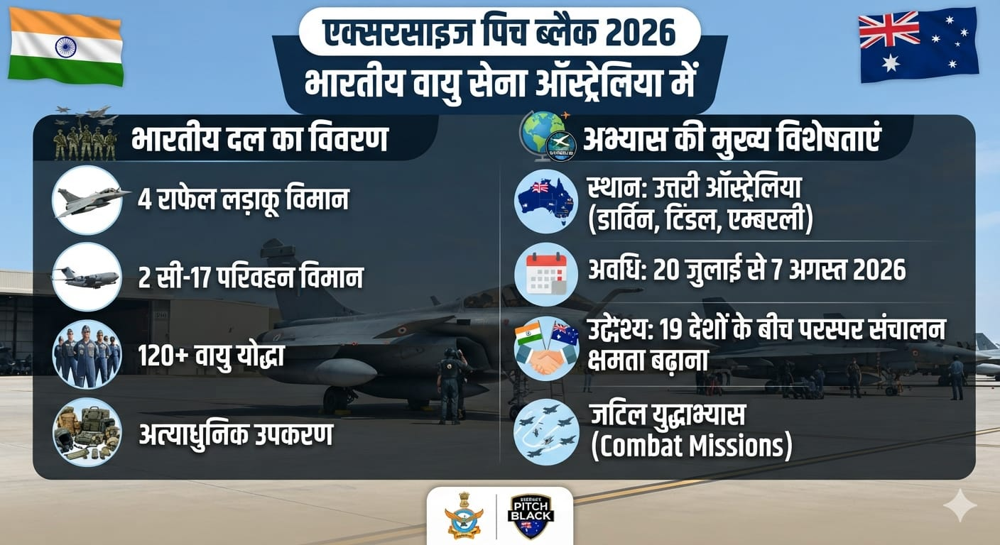 एक्सरसाइज पिच ब्लैक 2026
भारतीय वायु सेना ऑस्ट्रेलिया में
भारतीय दल का विवरण
4 राफेल लड़ाकू विमान
2 सी-17 परिवहन विमान
120+ वायु योद्धा
अत्याधुनिक उपकरण
अभ्यास की मुख्य विशेषताएं
स्थान: उत्तरी ऑस्ट्रेलिया
(डार्विन, टिंडल, एम्बरली)
अवधि: 20 जुलाई से 7 अगस्त 2026
उद्देश्य: 19 देशों के बीच परस्पर संचालन
क्षमता बढ़ाना
जटिल युद्धाभ्यास
(Combat Missions)
PITCH
BLACK